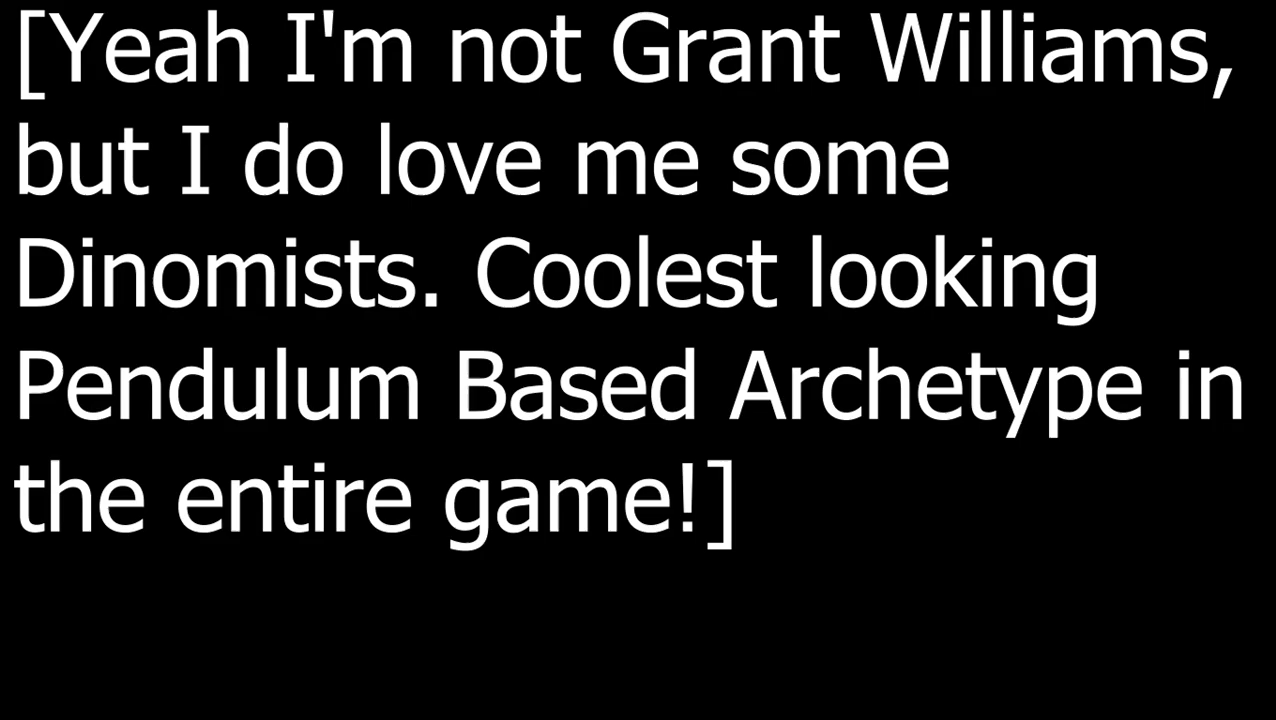 [Yeah I'm not Grant Williams,
but I do love me some
Dinomists. Coolest looking
Pendulum Based Archetype in
the entire game!]